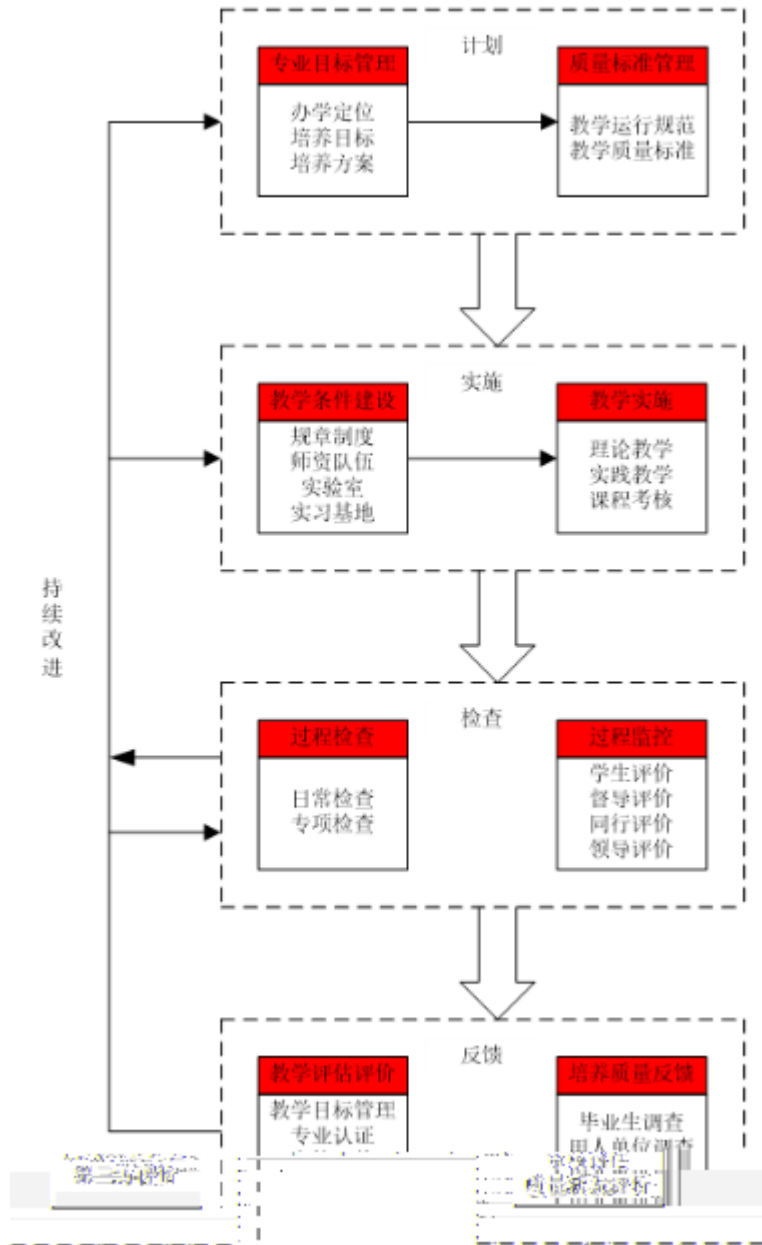 计划
专业目标管理
办学定位
培养目标
培养方案
质量标准管理
教学运行规范
教学质量标准
实施
教学条件建设
规章制度
师资队伍
实验室
实习基地
教学实施
理论教学
实践教学
课程考核
持续改进
检查
过程检查
日常检查
专项检查
过程监控
学生评价
督导评价
同行评价
领导评价
反馈
教学评估评价
教学目标管理
专业认证
培养质量反馈
毕业生调查
用人单位调查